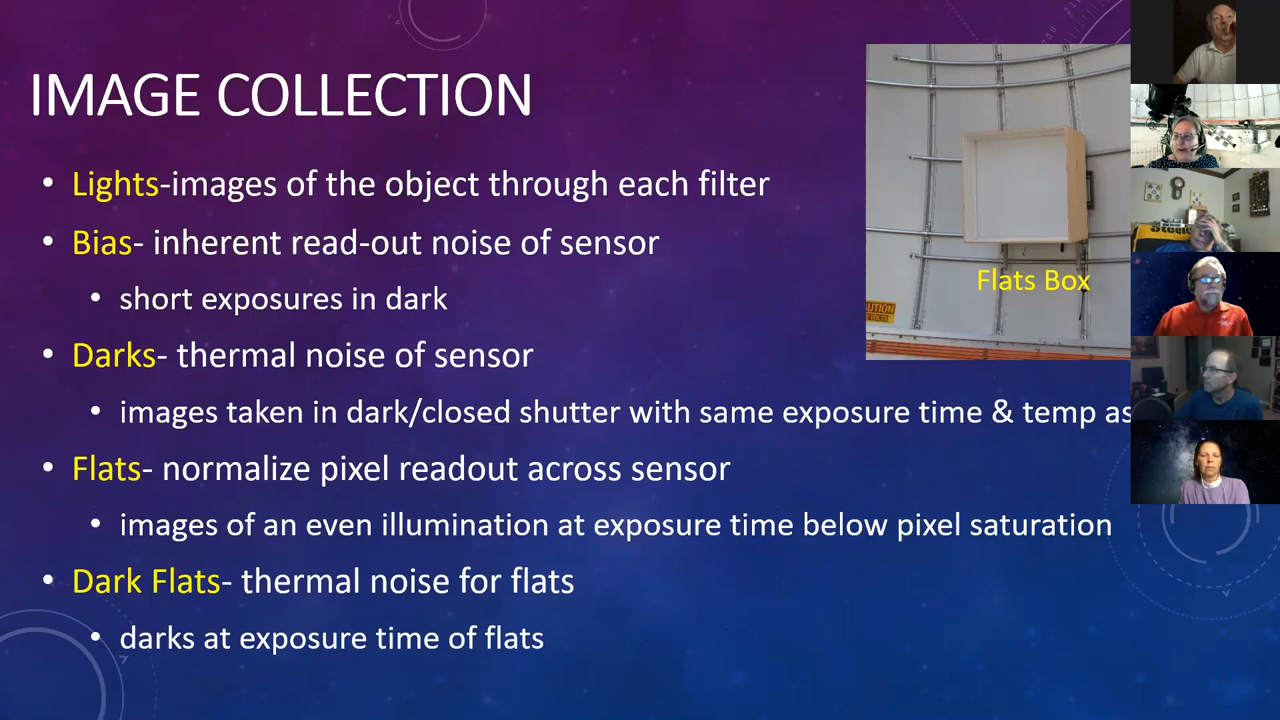 IMAGE COLLECTION
• Lights-images of the object through each filter
• Bias- inherent read-out noise of sensor
• short exposures in dark
• Darks- thermal noise of sensor
• images taken in dark/closed shutter with same exposure time & temp as
• Flats- normalize pixel readout across sensor
• images of an even illumination at exposure time below pixel saturation
• Dark Flats- thermal noise for flats
• darks at exposure time of flats
Flats Box
UTION